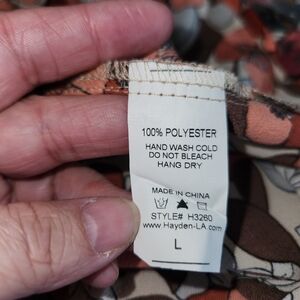 100% POLYESTER
HAND WASH COLD
DO NOT BLEACH
HANG DRY
MADE IN CHINA
STYLE# H3260
www.Hayden-LA.com
L